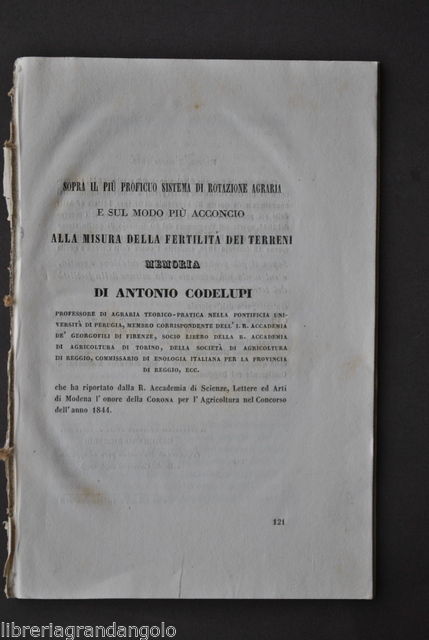 SOPRA IL PIÙ PROFICUO SISTEMA DI ROTAZIONE AGRARIA
E SUL MODO PIÙ ACCONCIO
ALLA MISURA DELLA FERTILITÀ DEI TERRENI
MEMORIA
DI ANTONIO CODELUPI
PROFESSORE DI AGRARIA TEORICO-PRATICA NELLA PONTIFICIA UNI-
VERSITÀ DI PERUGIA, MEMBRO CORRISPONDENTE DELL' I. R. ACCADEMIA
DE' GEORGOFILI DI FIRENZE, SOCIO LIBERO DELLA R. ACCADEMIA
DI AGRICOLTURA DI TORINO, DELLA SOCIETÀ DI AGRICOLTURA
DI REGGIO, COMMISSARIO DI ENOLOGIA ITALIANA PER LA PROVINCIA
DI REGGIO, ECC.
che ha riportato dalla R. Accademia di Scienze, Lettere ed Arti
di Modena l' onore della CORONA per l' Agricoltura nel Concorso
dell' anno 1844.
121
libreriagrandangolo